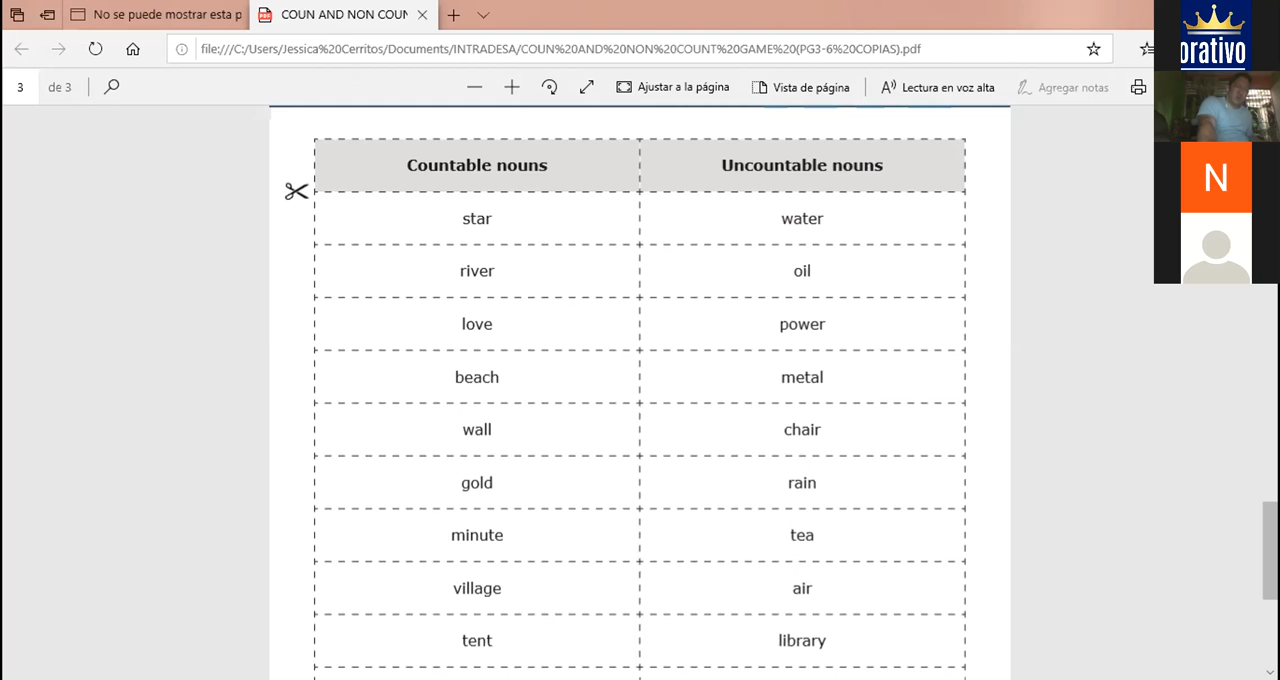 No se puede mostrar esta p
COUN AND NON COUN
file:///C:/Users/Jessica%20Cerritos/Documents/INTRADESA/COUN%20AND%20NON%20COUNT%20GAME%20(PG3-6%20COPIAS).pdf
3 de 3
Ajustar a la página
Vista de página
Lectura en voz alta
Agregar notas
orativo
N
Countable nouns Uncountable nouns
star water
river oil
love power
beach metal
wall chair
gold rain
minute tea
village air
tent library